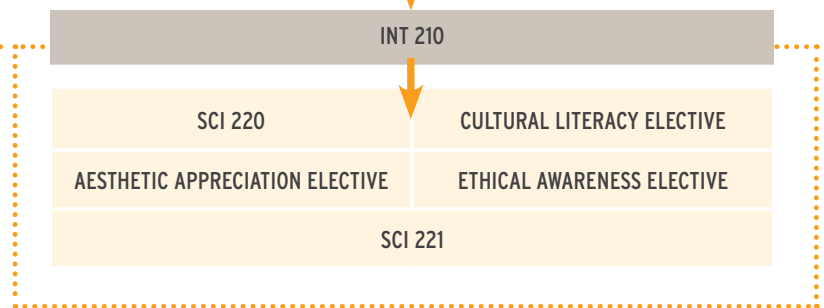 INT 210
SCI 220
CULTURAL LITERACY ELECTIVE
AESTHETIC APPRECIATION ELECTIVE
ETHICAL AWARENESS ELECTIVE
SCI 221